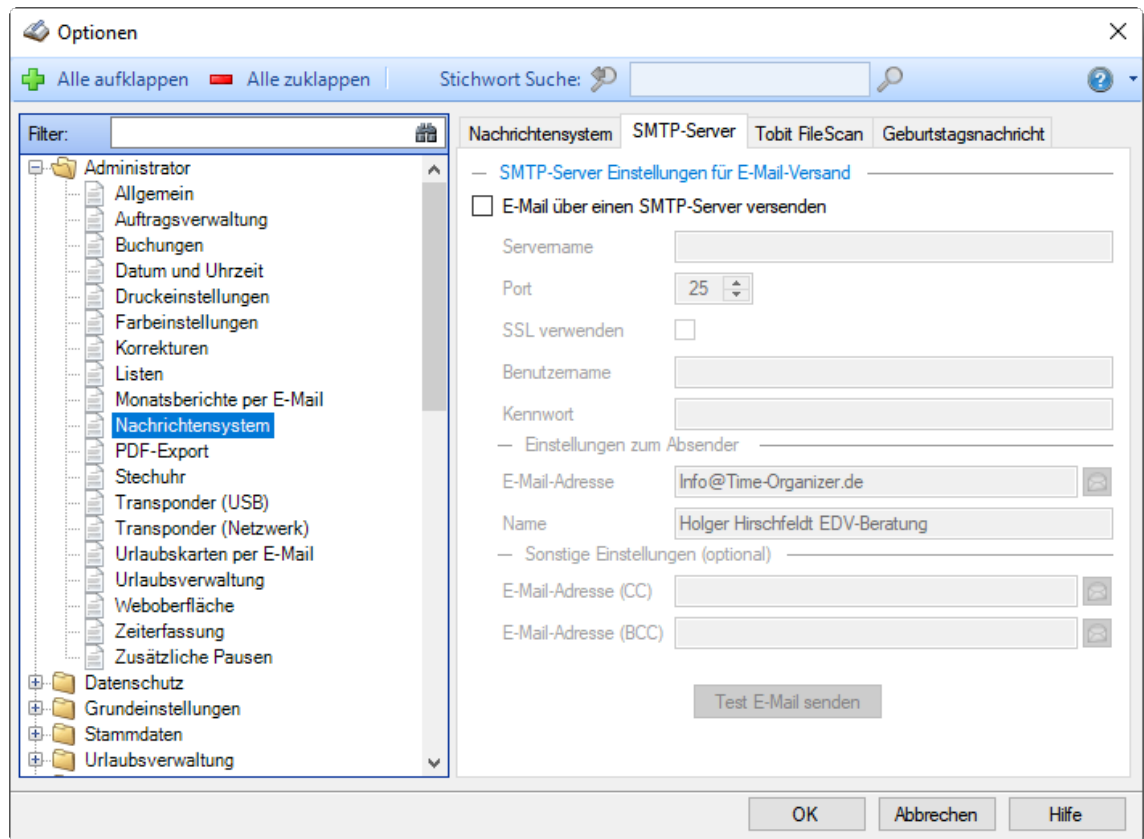 Optionen
Alle aufklappen Alle zuklappen Stichwort Suche:
Filter:
Administrator
Allgemein
Auftragsverwaltung
Buchungen
Datum und Uhrzeit
Druckeinstellungen
Farbeinstellungen
Korrekturen
Listen
Monatsberichte per E-Mail
Nachrichtensystem
PDF-Export
Stechuhr
Transponder (USB)
Transponder (Netzwerk)
Urlaubskarten per E-Mail
Urlaubsverwaltung
Weboberfläche
Zeiterfassung
Zusätzliche Pausen
Datenschutz
Grundeinstellungen
Stammdaten
Urlaubsverwaltung
Nachrichtensystem SMTP-Server Tobit FileScan Geburtstagsnachricht
SMTP-Server Einstellungen für E-Mail-Versand
E-Mail über einen SMTP-Server versenden
Servername
Port 25
SSL verwenden
Benutzername
Kennwort
Einstellungen zum Absender
E-Mail-Adresse Info@Time-Organizer.de
Name Holger Hirschfeldt EDV-Beratung
Sonstige Einstellungen (optional)
E-Mail-Adresse (CC)
E-Mail-Adresse (BCC)
Test E-Mail senden
OK Abbrechen Hilfe